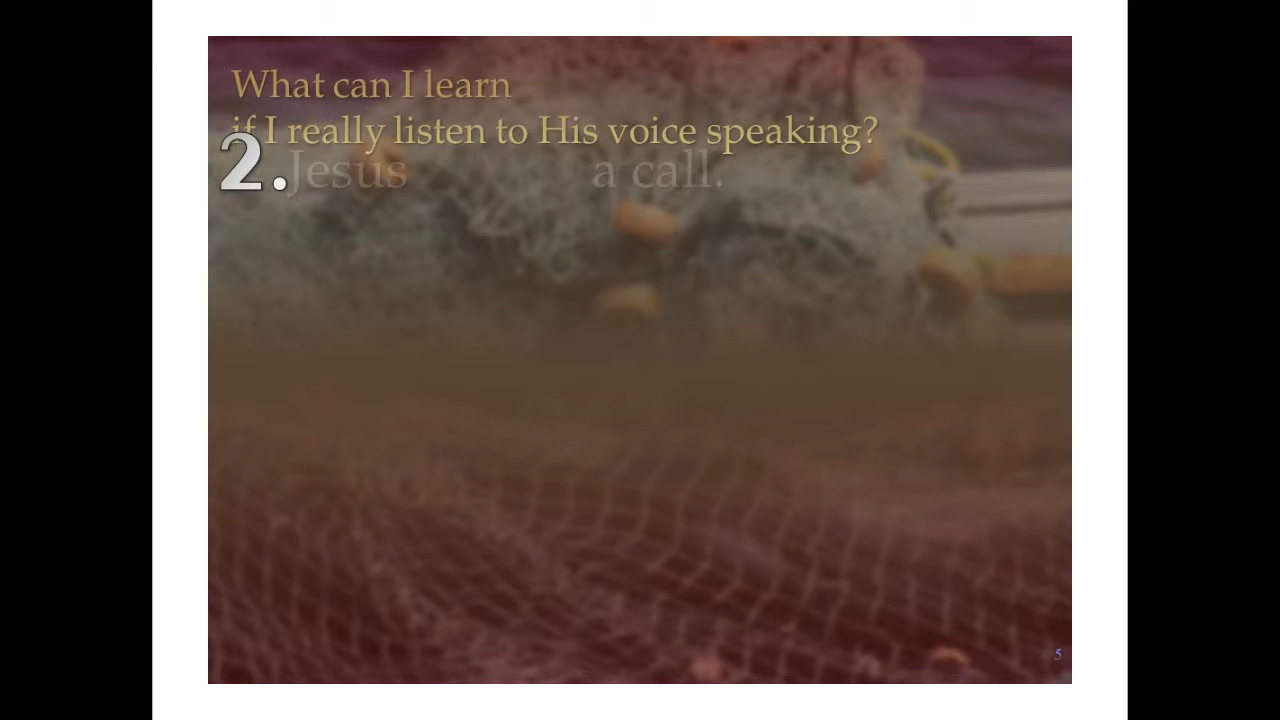 What can I learn
if I really listen to His voice speaking?
2. Jesus a call.
5